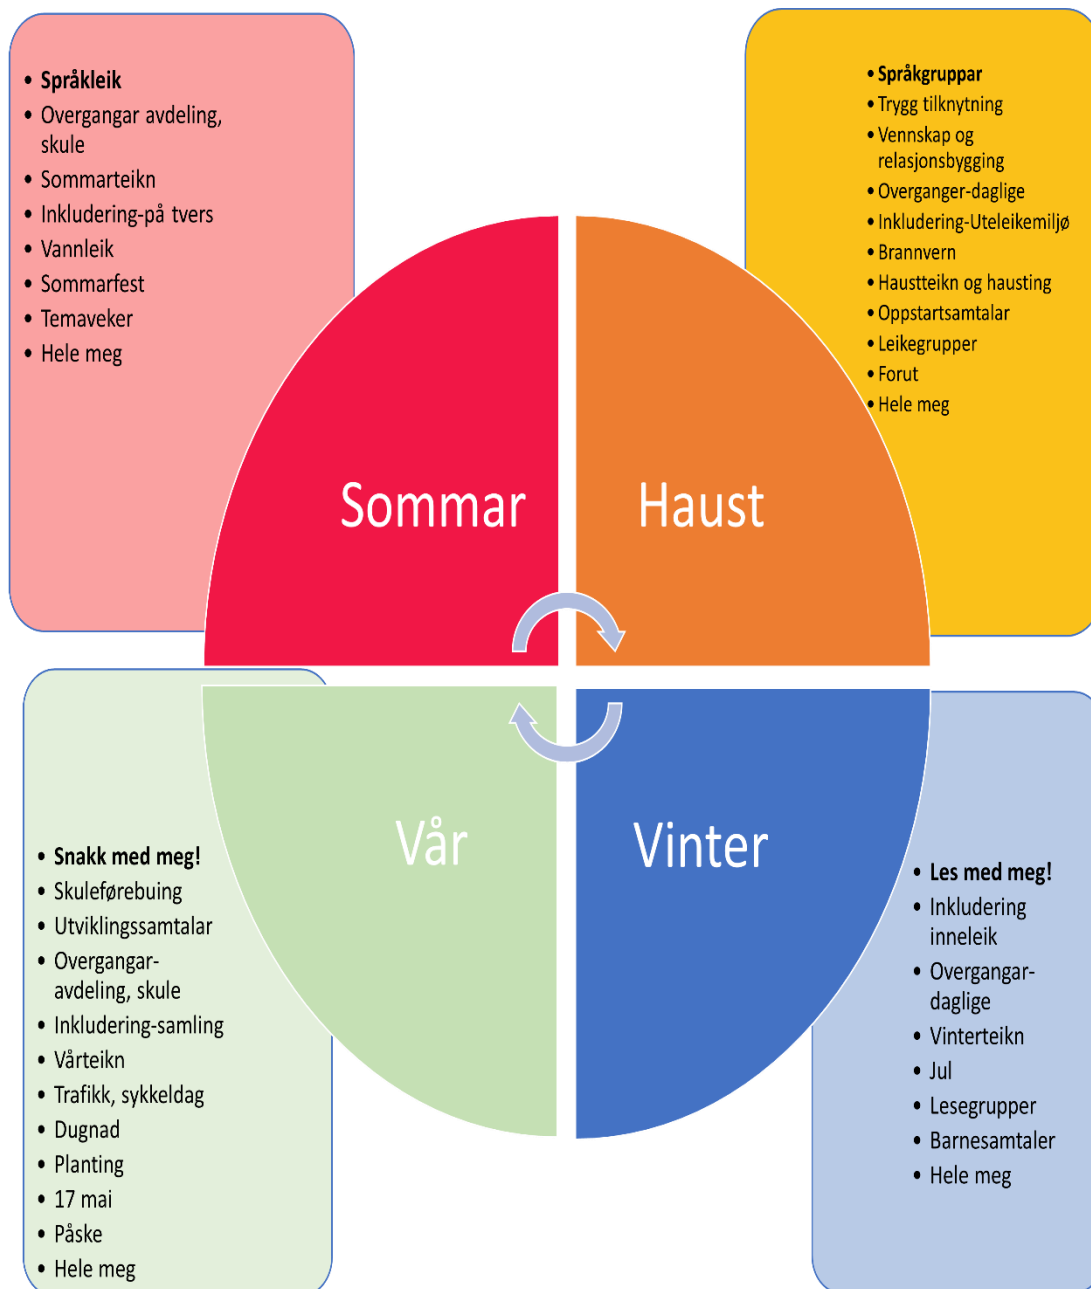 • Språkleik
• Overgangar avdeling,
skule
• Sommarteikn
• Inkludering-på tvers
• Vannleik
• Sommarfest
• Temaveker
• Hele meg
• Språkgruppar
• Trygg tilknytning
• Vennskap og
relasjonsbygging
• Overganger-daglige
• Inkludering-Uteleikemiljø
• Brannvern
• Haustteikn og hausting
• Oppstartsamtalar
• Leikegrupper
• Forut
• Hele meg
Sommar
Haust
Vår
Vinter
• Snakk med meg!
• Skuleførebuing
• Utviklingssamtalar
• Overgangar-
avdeling, skule
• Inkludering-samling
• Vårteikn
• Trafikk, sykkeldag
• Dugnad
• Planting
• 17 mai
• Påske
• Hele meg
• Les med meg!
• Inkludering
inneleik
• Overgangar-
daglige
• Vinterteikn
• Jul
• Lesegrupper
• Barnesamtaler
• Hele meg